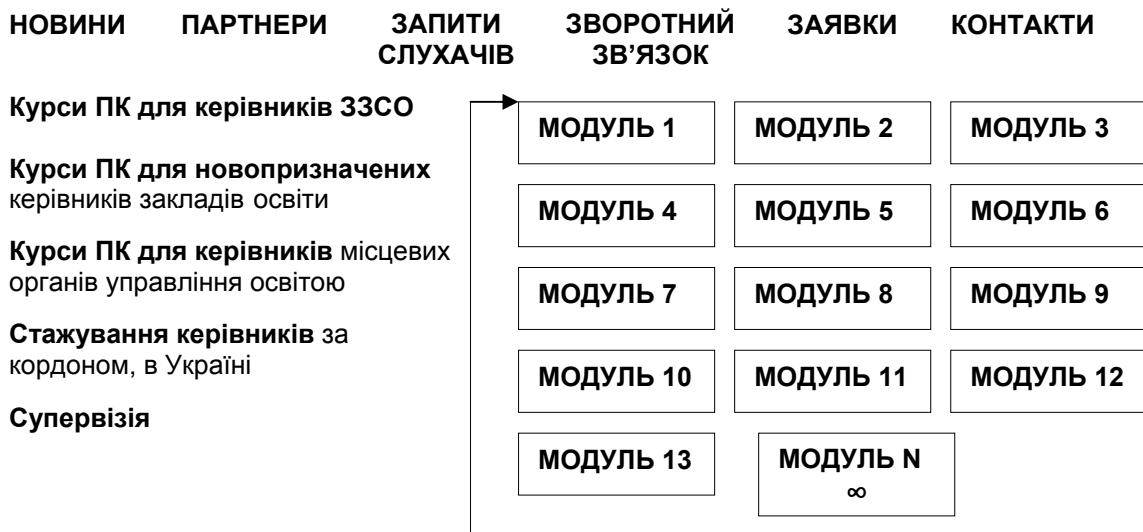 НОВИНИ ПАРТНЕРИ ЗАПИТИ СЛУХАЧІВ ЗВОРОТНИЙ ЗВ’ЯЗОК ЗАЯВКИ КОНТАКТИ
Курси ПК для керівників ЗЗСО
Курси ПК для новопризначених
керівників закладів освіти
Курси ПК для керівників місцевих
органів управління освітою
Стажування керівників за
кордоном, в Україні
Супервізія
МОДУЛЬ 1 МОДУЛЬ 2 МОДУЛЬ 3
МОДУЛЬ 4 МОДУЛЬ 5 МОДУЛЬ 6
МОДУЛЬ 7 МОДУЛЬ 8 МОДУЛЬ 9
МОДУЛЬ 10 МОДУЛЬ 11 МОДУЛЬ 12
МОДУЛЬ 13 МОДУЛЬ N
∞